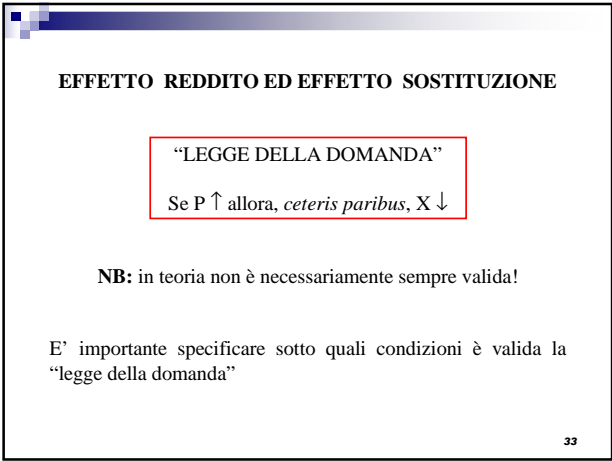 EFFETTO REDDITO ED EFFETTO SOSTITUZIONE
“LEGGE DELLA DOMANDA”
Se P ↑ allora, ceteris paribus, X ↓
NB: in teoria non è necessariamente sempre valida!
E’ importante specificare sotto quali condizioni è valida la
“legge della domanda”
33